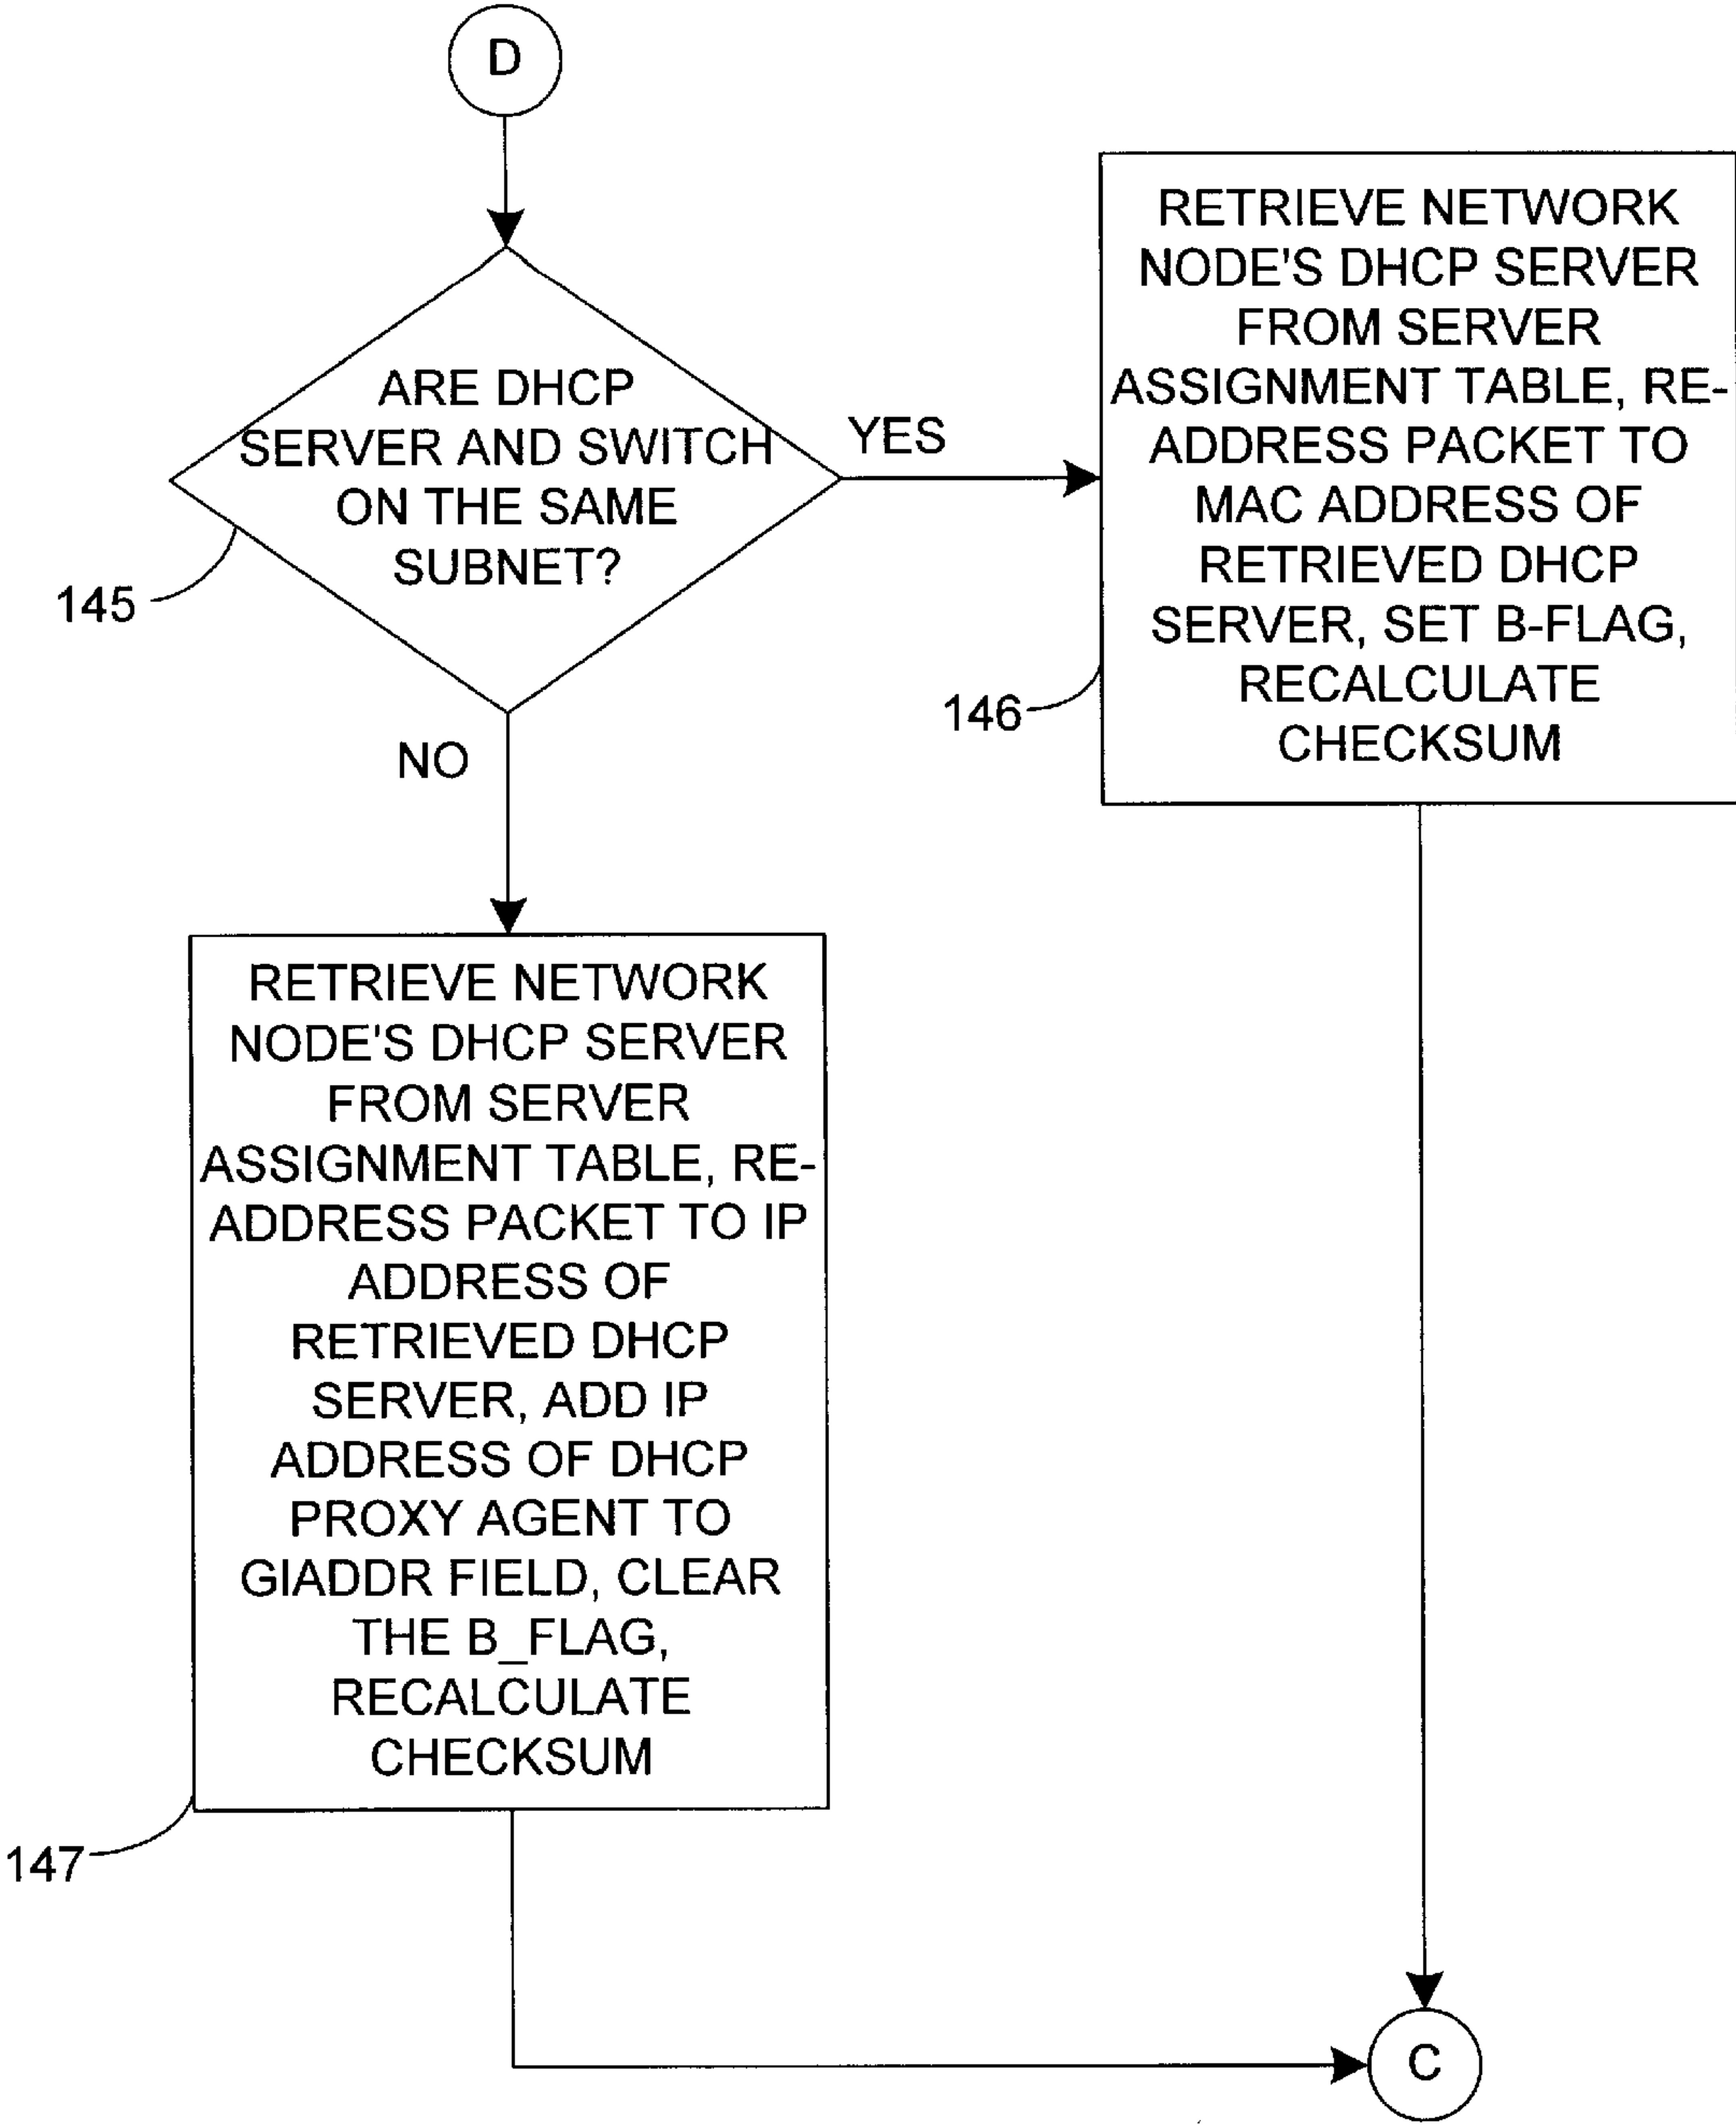 D
ARE DHCP
SERVER AND SWITCH
ON THE SAME
SUBNET?
145
YES
RETRIEVE NETWORK
NODE'S DHCP SERVER
FROM SERVER
ASSIGNMENT TABLE, RE-
ADDRESS PACKET TO
MAC ADDRESS OF
RETRIEVED DHCP
SERVER, SET B-FLAG,
RECALCULATE
CHECKSUM
146
NO
RETRIEVE NETWORK
NODE'S DHCP SERVER
FROM SERVER
ASSIGNMENT TABLE, RE-
ADDRESS PACKET TO IP
ADDRESS OF
RETRIEVED DHCP
SERVER, ADD IP
ADDRESS OF DHCP
PROXY AGENT TO
GIADDR FIELD, CLEAR
THE B_FLAG,
RECALCULATE
CHECKSUM
147
C